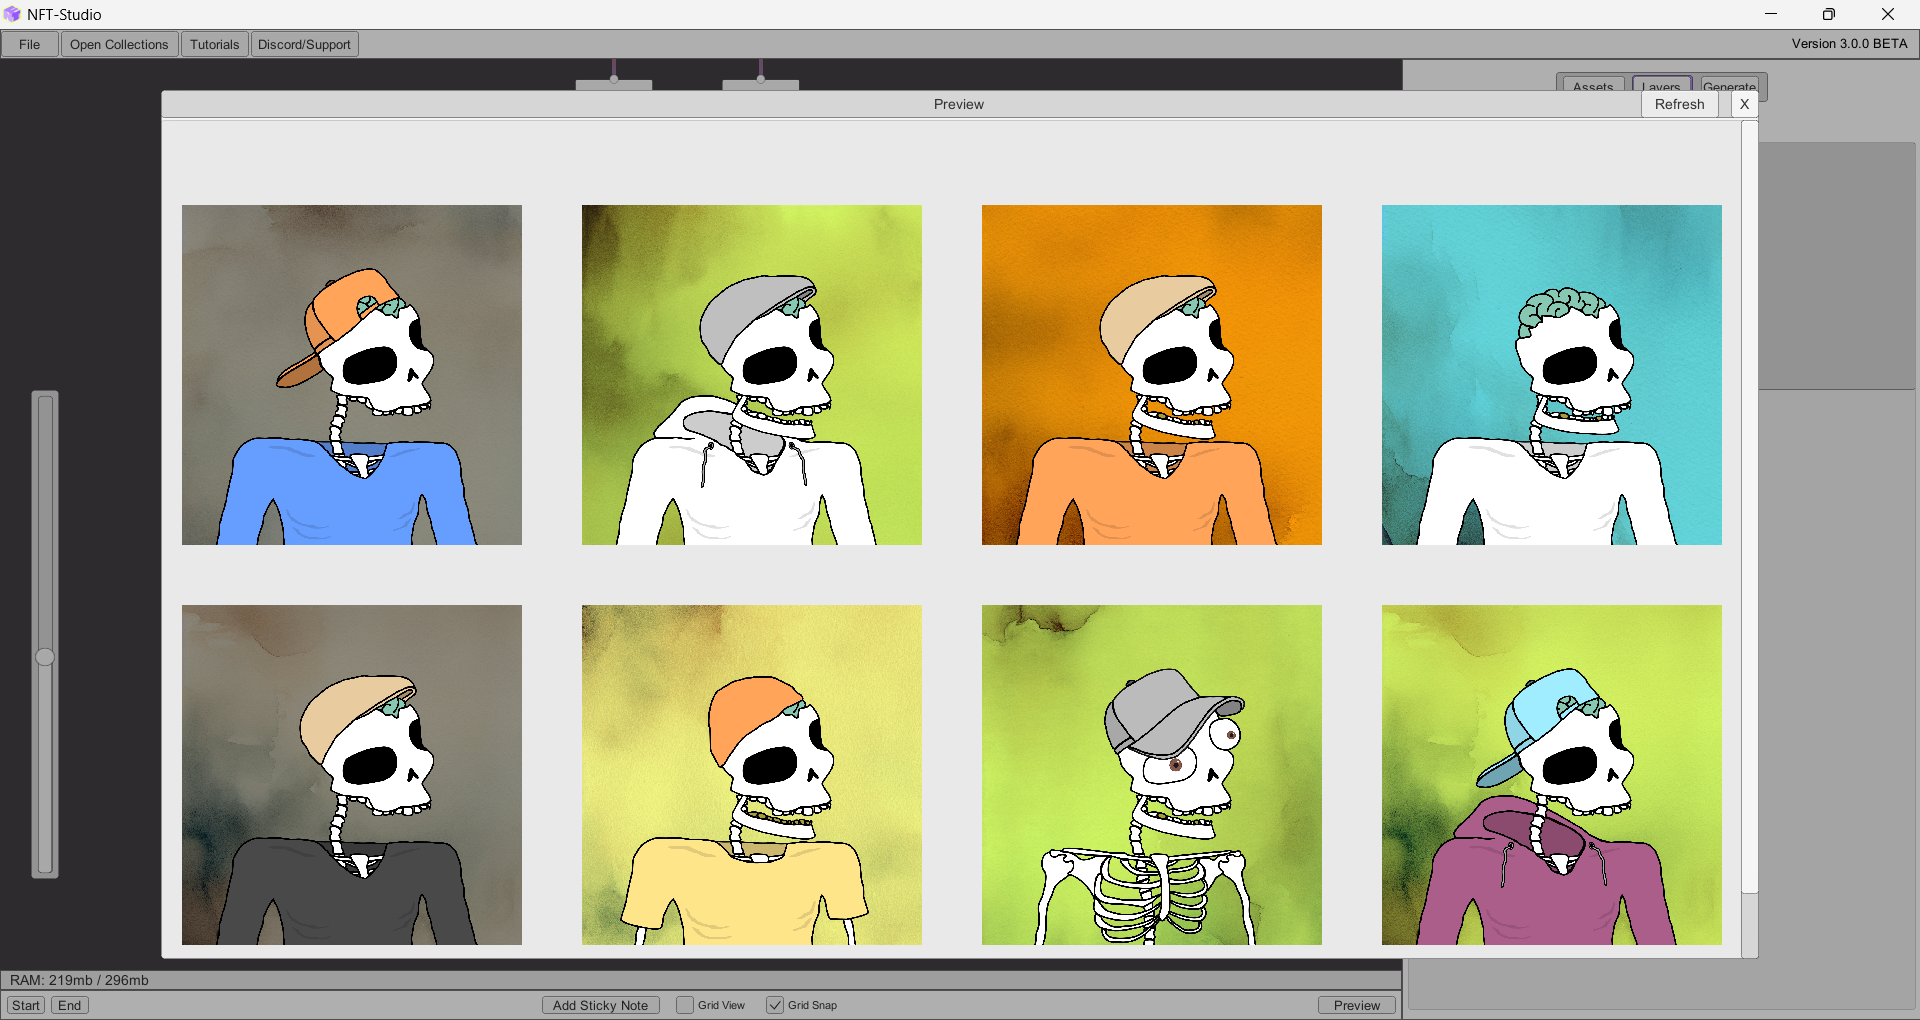 NFT-Studio
File Open Collections Tutorials Discord/Support Version 3.0.0 BETA
Assets Layers Generate
Preview Refresh X
RAM: 219mb / 296mb
Start End Add Sticky Note Grid View Grid Snap Preview